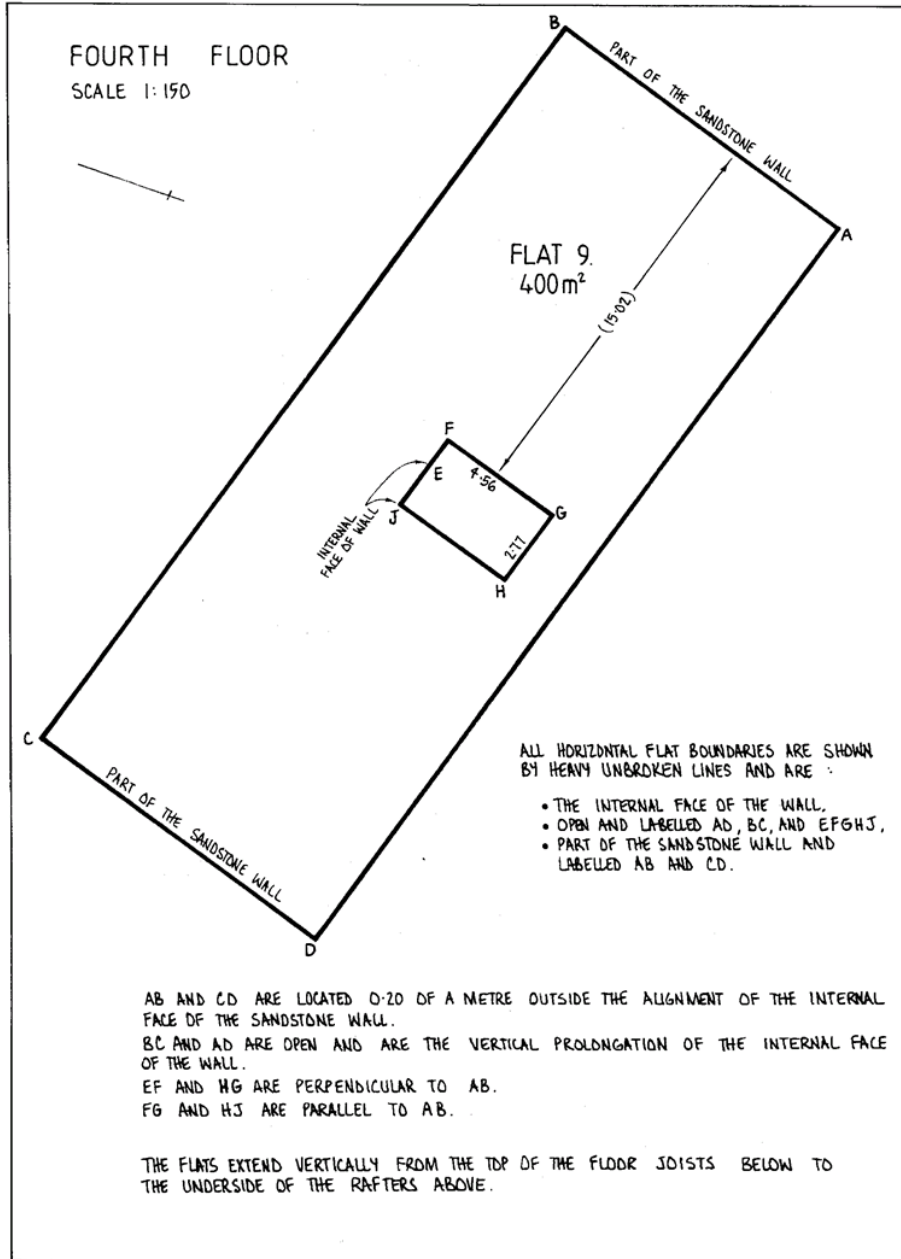 FOURTH FLOOR
SCALE 1:150
B
PART OF THE SANDSTONE WALL
A
FLAT 9.
400m²
(15·02)
F
E
4·56
G
J
INTERNAL
FACE OF WALL
2·77
H
C
PART OF THE SANDSTONE WALL
D
ALL HORIZONTAL FLAT BOUNDARIES ARE SHOWN
BY HEAVY UNBROKEN LINES AND ARE :
• THE INTERNAL FACE OF THE WALL.
• OPEN AND LABELLED AD, BC, AND EFGHJ,
• PART OF THE SANDSTONE WALL AND
LABELLED AB AND CD.
AB AND CD ARE LOCATED 0·20 OF A METRE OUTSIDE THE ALIGNMENT OF THE INTERNAL
FACE OF THE SANDSTONE WALL.
BC AND AD ARE OPEN AND ARE THE VERTICAL PROLONGATION OF THE INTERNAL FACE
OF THE WALL.
EF AND HG ARE PERPENDICULAR TO AB.
FG AND HJ ARE PARALLEL TO AB.
THE FLATS EXTEND VERTICALLY FROM THE TOP OF THE FLOOR JOISTS BELOW TO
THE UNDERSIDE OF THE RAFTERS ABOVE.